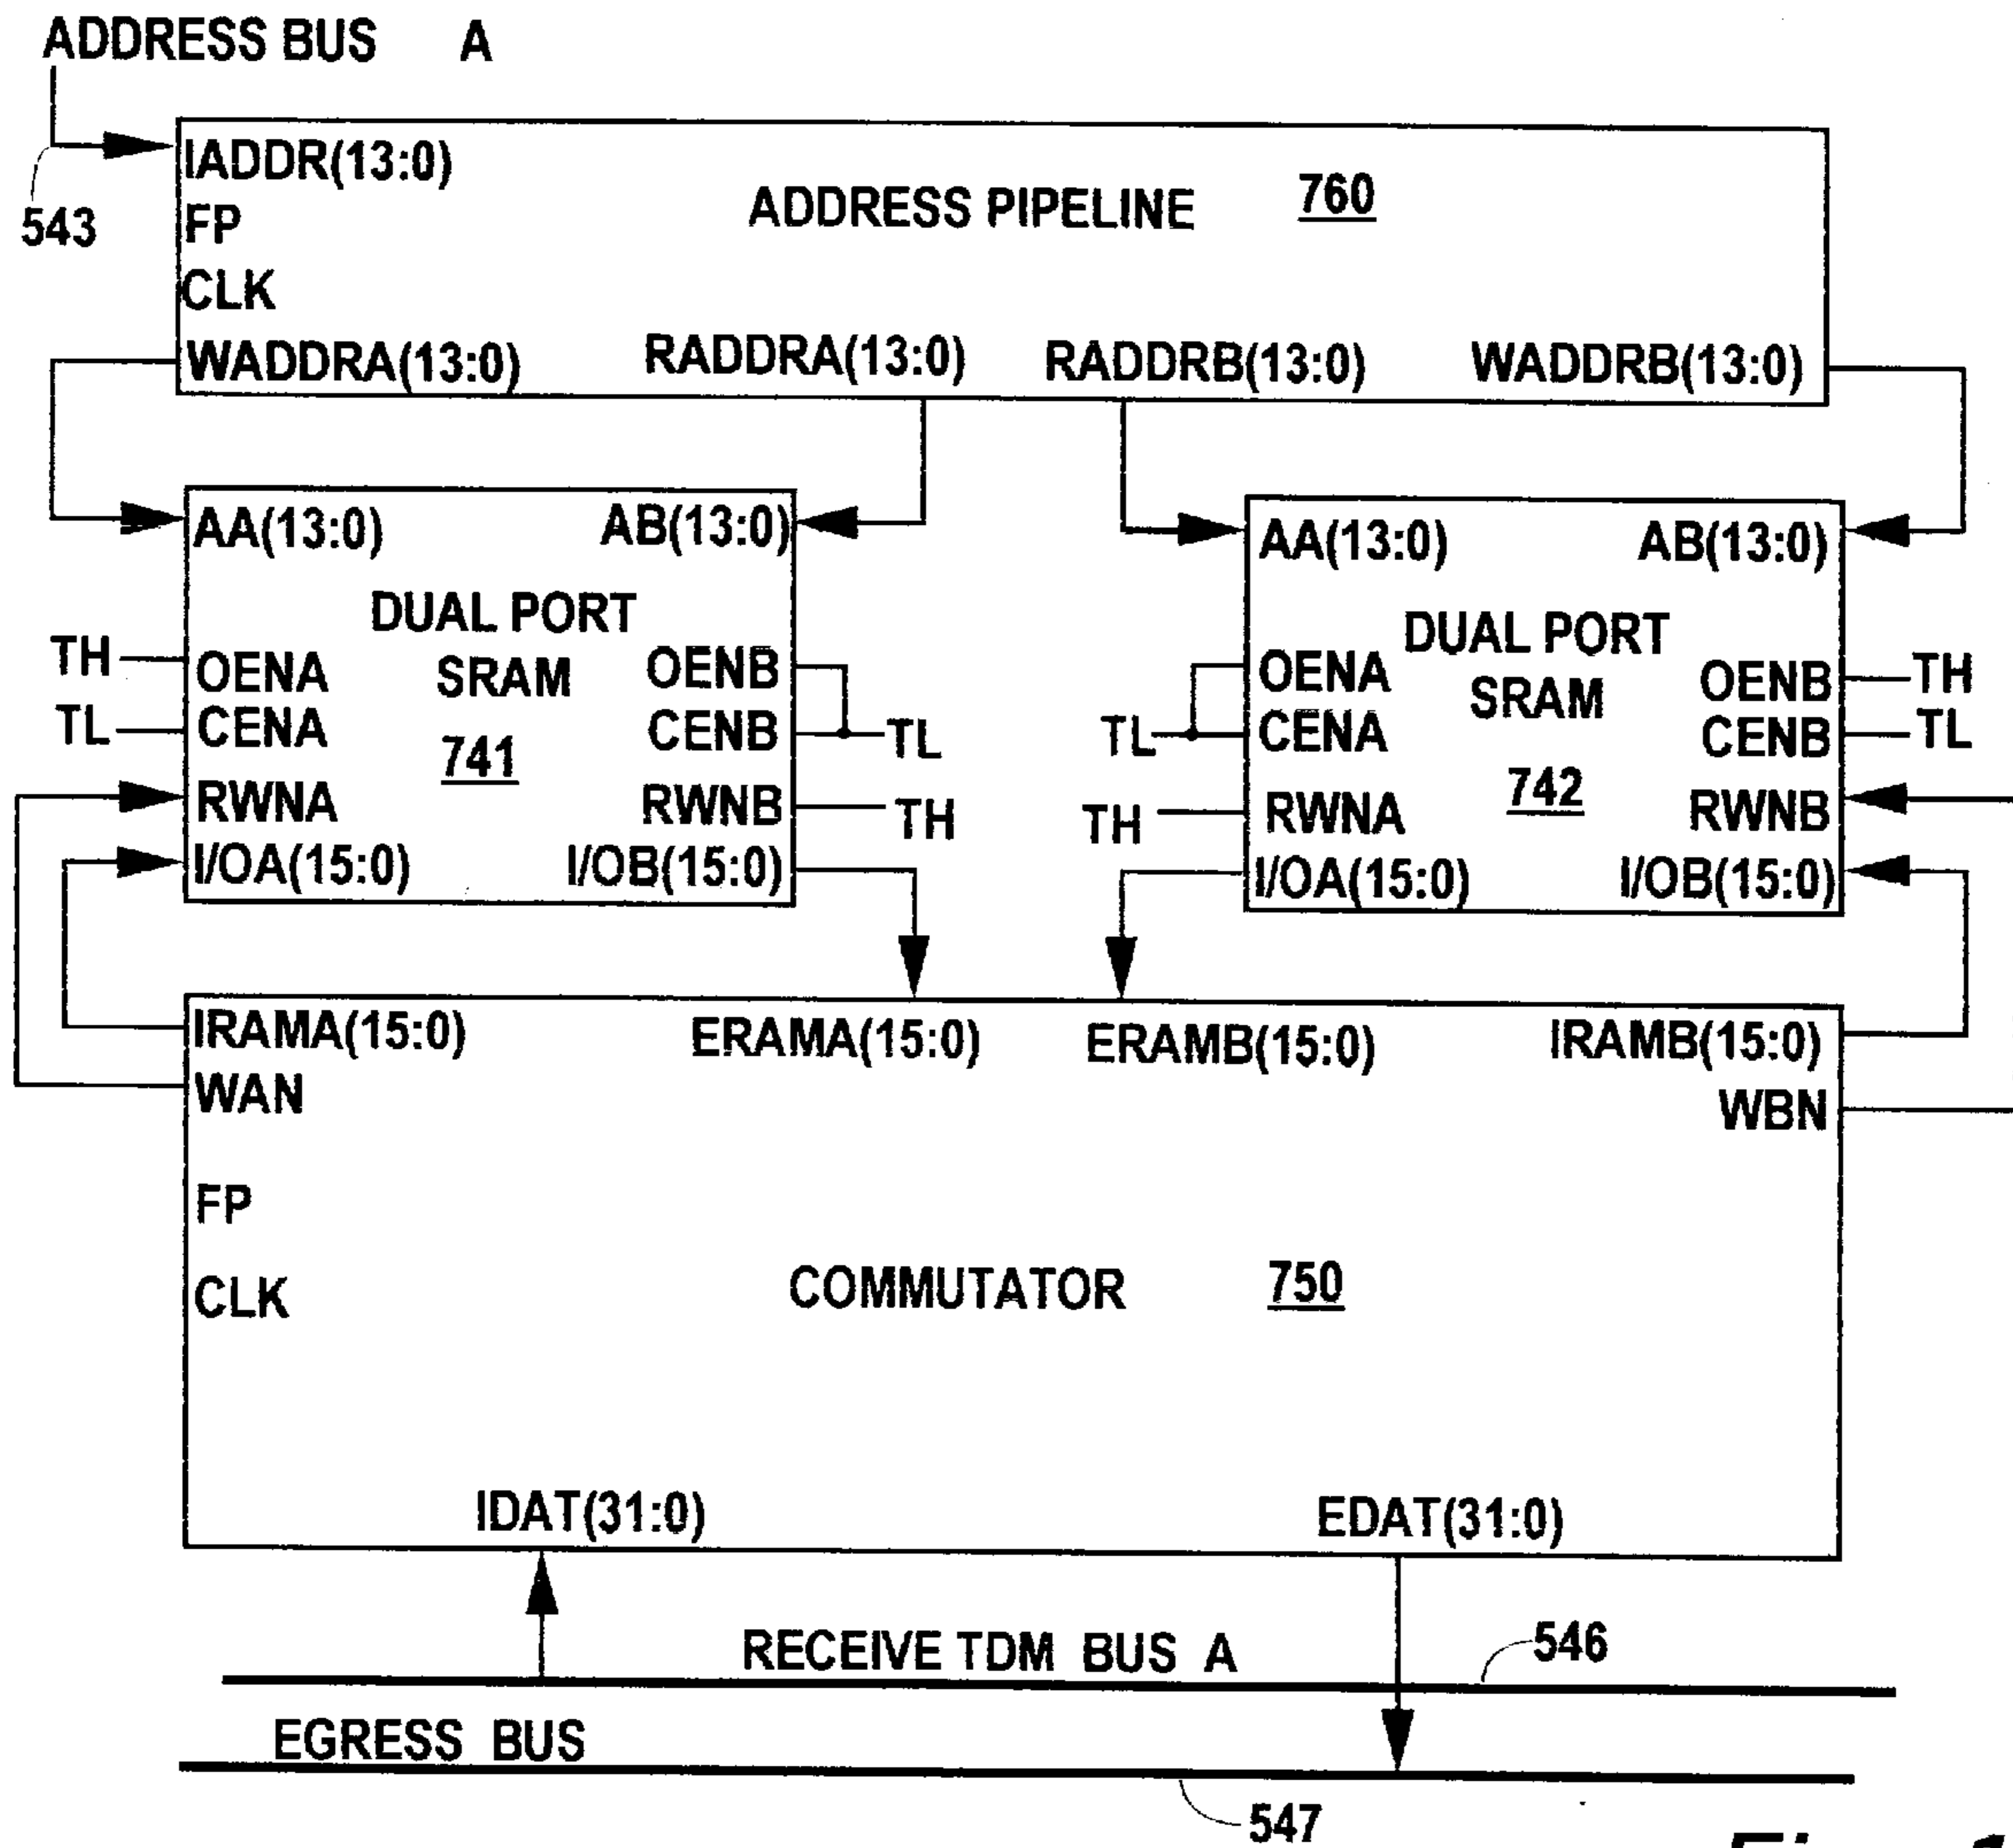 ADDRESS BUS A
543
IADDR(13:0)
FP
CLK
ADDRESS PIPELINE 760
WADDRA(13:0) RADDRA(13:0) RADDRB(13:0) WADDRB(13:0)
AA(13:0) AB(13:0)
DUAL PORT
SRAM
741
TH OENA OENB
TL CENA CENB TL
RWNA RWNB TH
I/OA(15:0) I/OB(15:0)
AA(13:0) AB(13:0)
DUAL PORT
SRAM
742
OENA OENB TH
TL CENA CENB TL
TH RWNA RWNB
I/OA(15:0) I/OB(15:0)
IRAMA(15:0) ERAMA(15:0) ERAMB(15:0) IRAMB(15:0)
WAN WBN
FP
CLK
COMMUTATOR 750
IDAT(31:0) EDAT(31:0)
RECEIVE TDM BUS A 546
EGRESS BUS
547